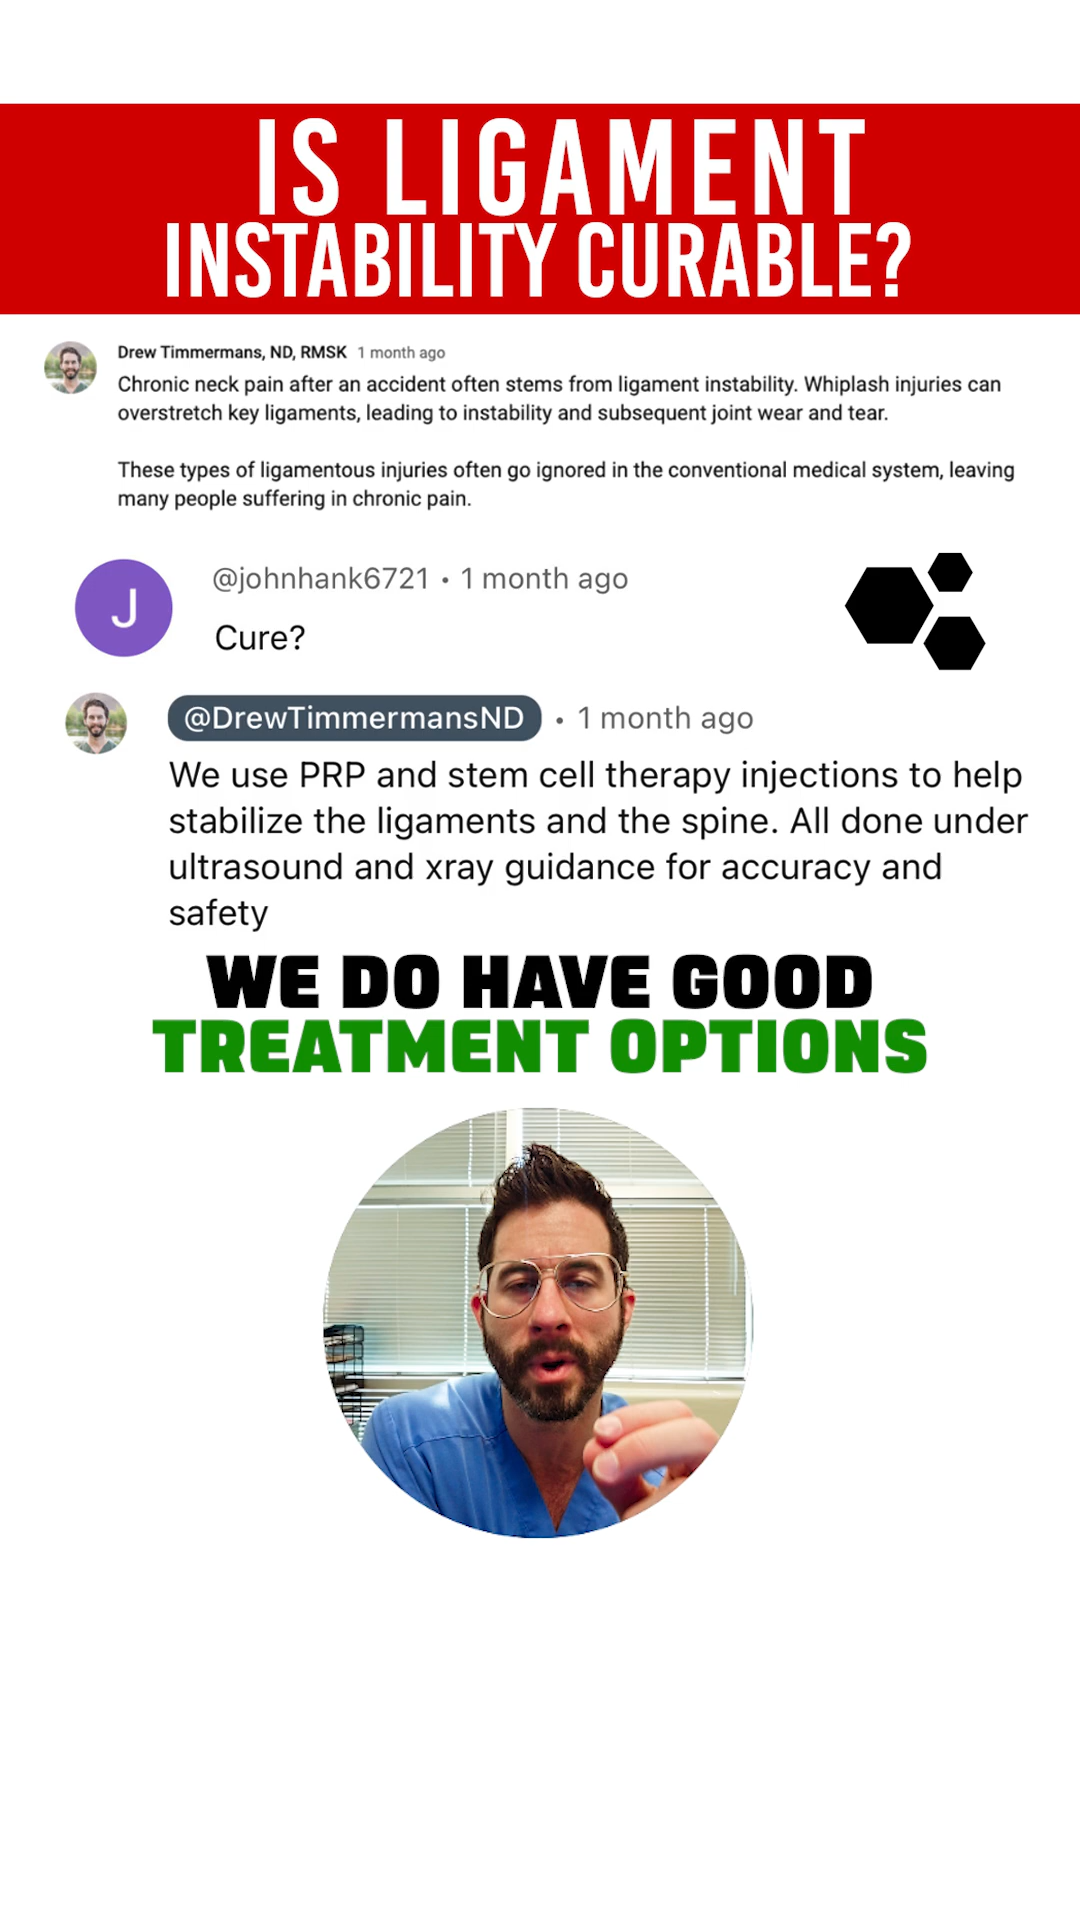 IS LIGAMENT
INSTABILITY CURABLE?
Drew Timmermans, ND, RMSK 1 month ago
Chronic neck pain after an accident often stems from ligament instability. Whiplash injuries can
overstretch key ligaments, leading to instability and subsequent joint wear and tear.
These types of ligamentous injuries often go ignored in the conventional medical system, leaving
many people suffering in chronic pain.
J
@johnhank6721 • 1 month ago
Cure?
@DrewTimmermansND • 1 month ago
We use PRP and stem cell therapy injections to help
stabilize the ligaments and the spine. All done under
ultrasound and xray guidance for accuracy and
safety
WE DO HAVE GOOD
TREATMENT OPTIONS